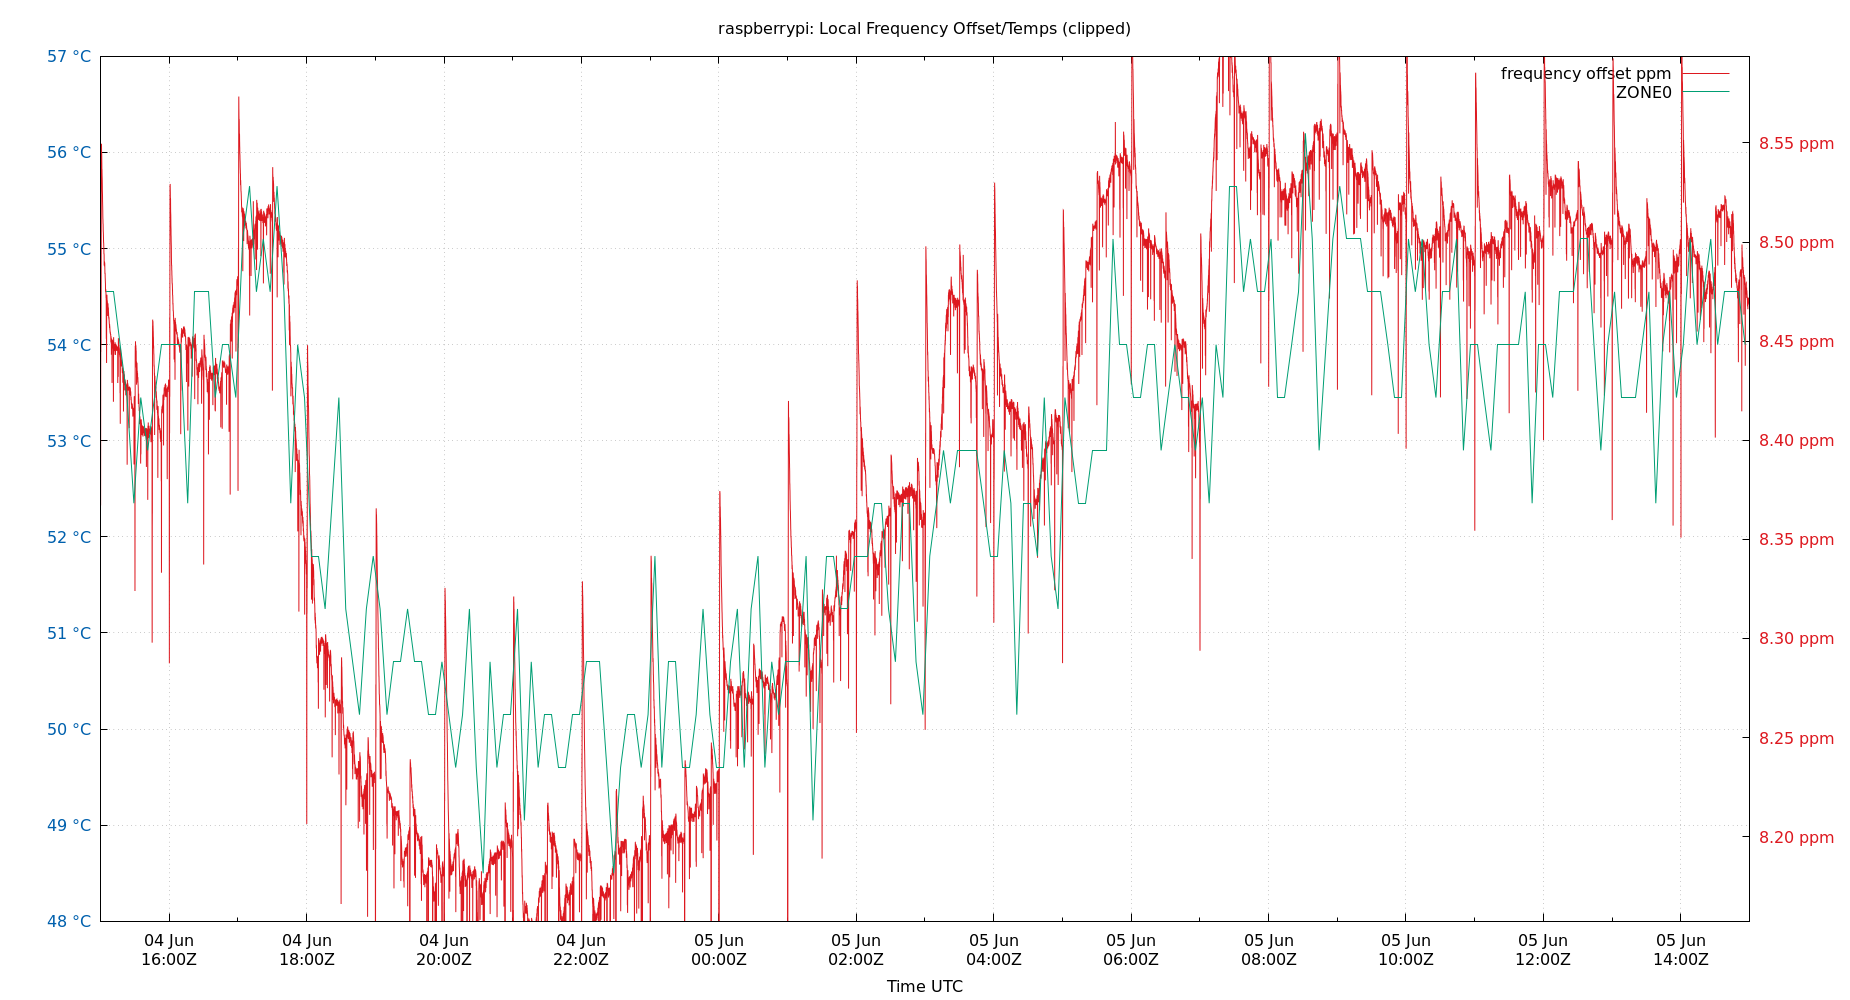 raspberrypi: Local Frequency Offset/Temps (clipped)
57 °C
56 °C
55 °C
54 °C
53 °C
52 °C
51 °C
50 °C
49 °C
48 °C
frequency offset ppm
ZONE0
8.55 ppm
8.50 ppm
8.45 ppm
8.40 ppm
8.35 ppm
8.30 ppm
8.25 ppm
8.20 ppm
04 Jun
16:00Z
04 Jun
18:00Z
04 Jun
20:00Z
04 Jun
22:00Z
05 Jun
00:00Z
05 Jun
02:00Z
05 Jun
04:00Z
05 Jun
06:00Z
05 Jun
08:00Z
05 Jun
10:00Z
05 Jun
12:00Z
05 Jun
14:00Z
Time UTC